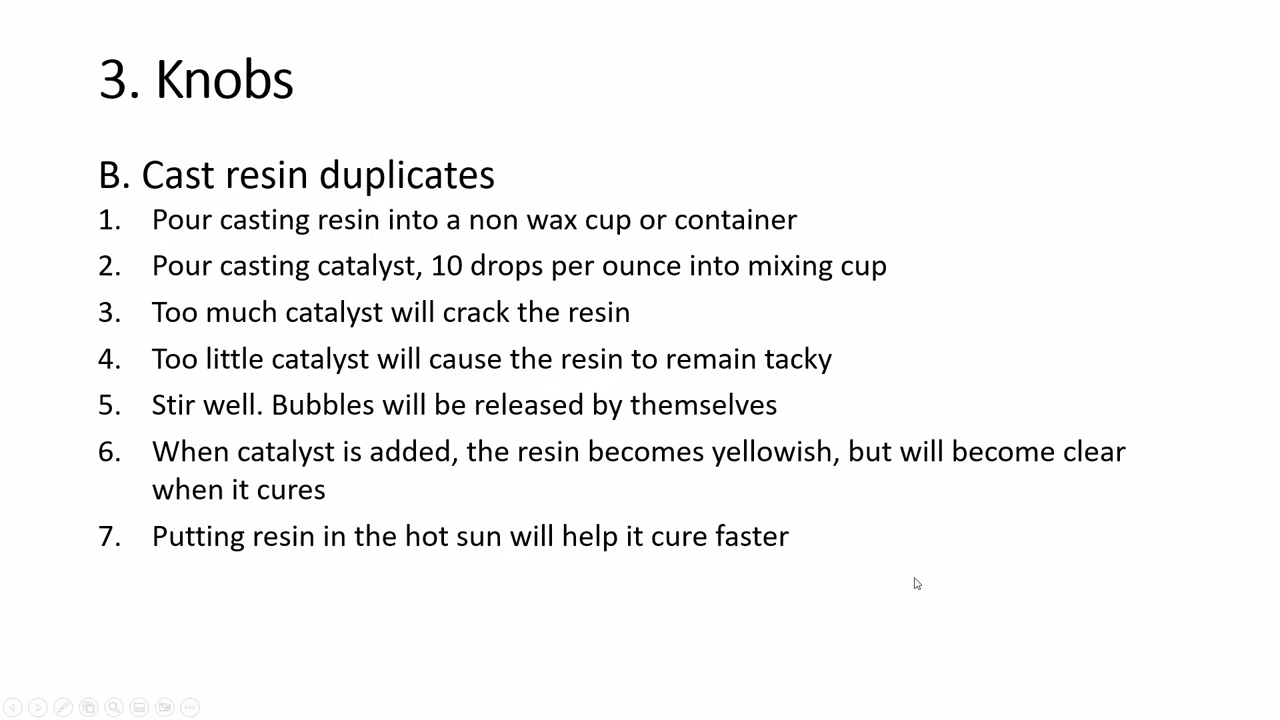 3. Knobs
B. Cast resin duplicates
1. Pour casting resin into a non wax cup or container
2. Pour casting catalyst, 10 drops per ounce into mixing cup
3. Too much catalyst will crack the resin
4. Too little catalyst will cause the resin to remain tacky
5. Stir well. Bubbles will be released by themselves
6. When catalyst is added, the resin becomes yellowish, but will become clear
when it cures
7. Putting resin in the hot sun will help it cure faster